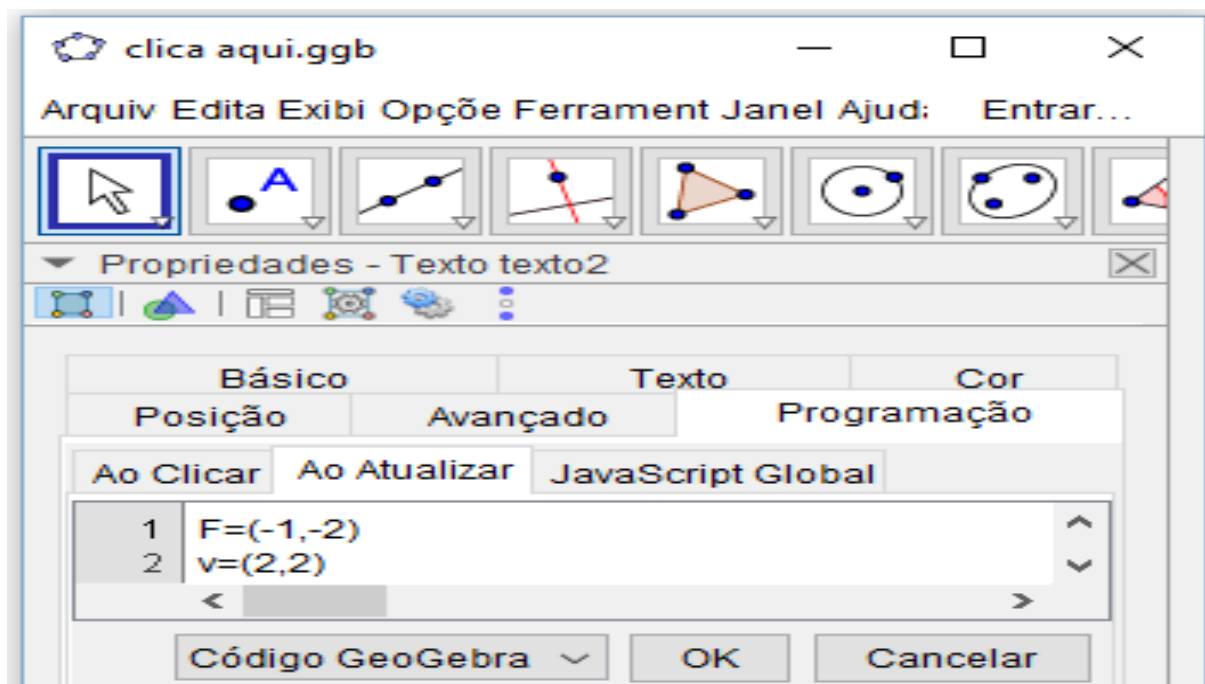 clica aqui.ggb
Arquiv Edita Exibi Opçõe Ferrament Janel Ajuda Entrar...
A
Propriedades - Texto texto2
Básico Texto Cor
Posição Avançado Programação
Ao Clicar Ao Atualizar JavaScript Global
1 F=(-1,-2)
2 v=(2,2)
Código GeoGebra OK Cancelar